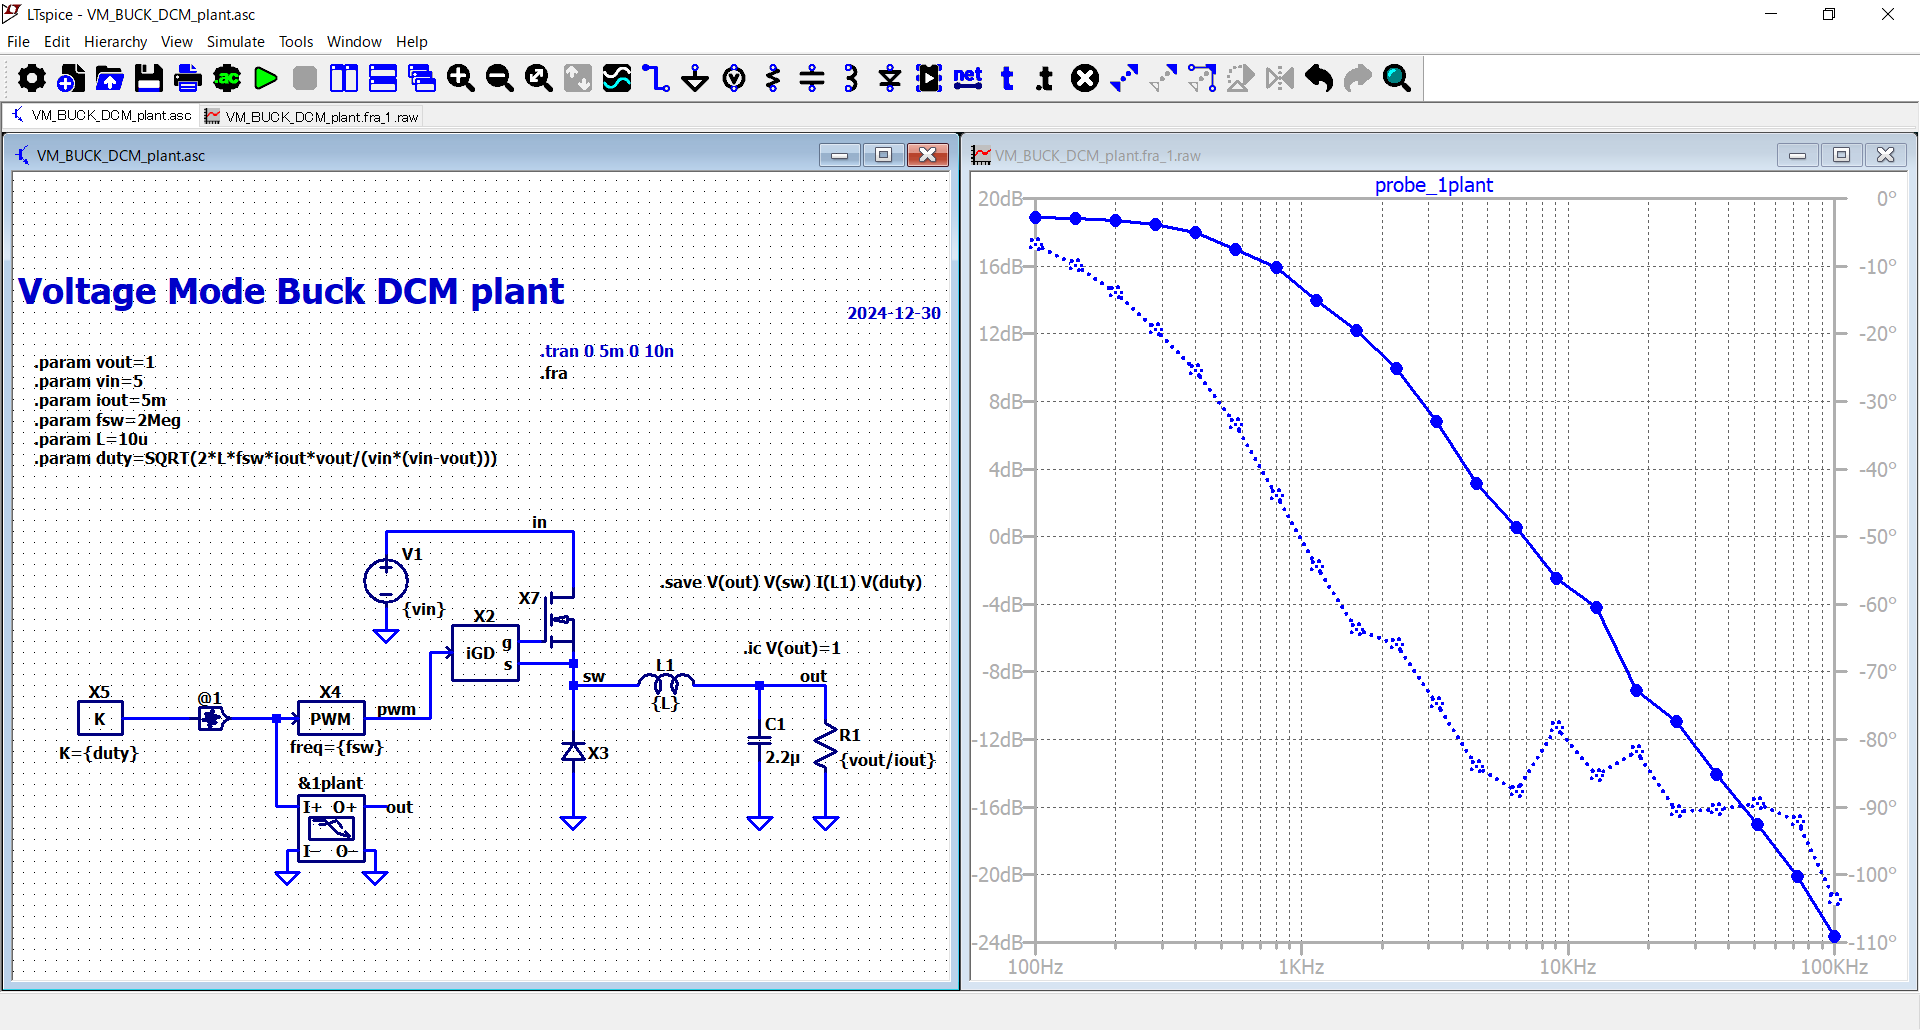 LTspice - VM_BUCK_DCM_plant.asc
File Edit Hierarchy View Simulate Tools Window Help
.ac
net
t
.t
VM_BUCK_DCM_plant.asc
VM_BUCK_DCM_plant.fra_1.raw
VM_BUCK_DCM_plant.asc
Voltage Mode Buck DCM plant
2024-12-30
.tran 0 5m 0 10n
.fra
.param vout=1
.param vin=5
.param iout=5m
.param fsw=2Meg
.param L=10u
.param duty=SQRT(2*L*fsw*iout*vout/(vin*(vin-vout)))
in
V1
{vin}
.save V(out) V(sw) I(L1) V(duty)
X7
X2
iGD
g
s
.ic V(out)=1
sw
L1
{L}
out
X5
K
K={duty}
@1
X4
PWM
freq={fsw}
pwm
X3
C1
2.2µ
R1
{vout/iout}
&1plant
I+ O+
out
I− O−
VM_BUCK_DCM_plant.fra_1.raw
probe_1plant
20dB
16dB
12dB
8dB
4dB
0dB
-4dB
-8dB
-12dB
-16dB
-20dB
-24dB
0°
-10°
-20°
-30°
-40°
-50°
-60°
-70°
-80°
-90°
-100°
-110°
100Hz
1KHz
10KHz
100KHz